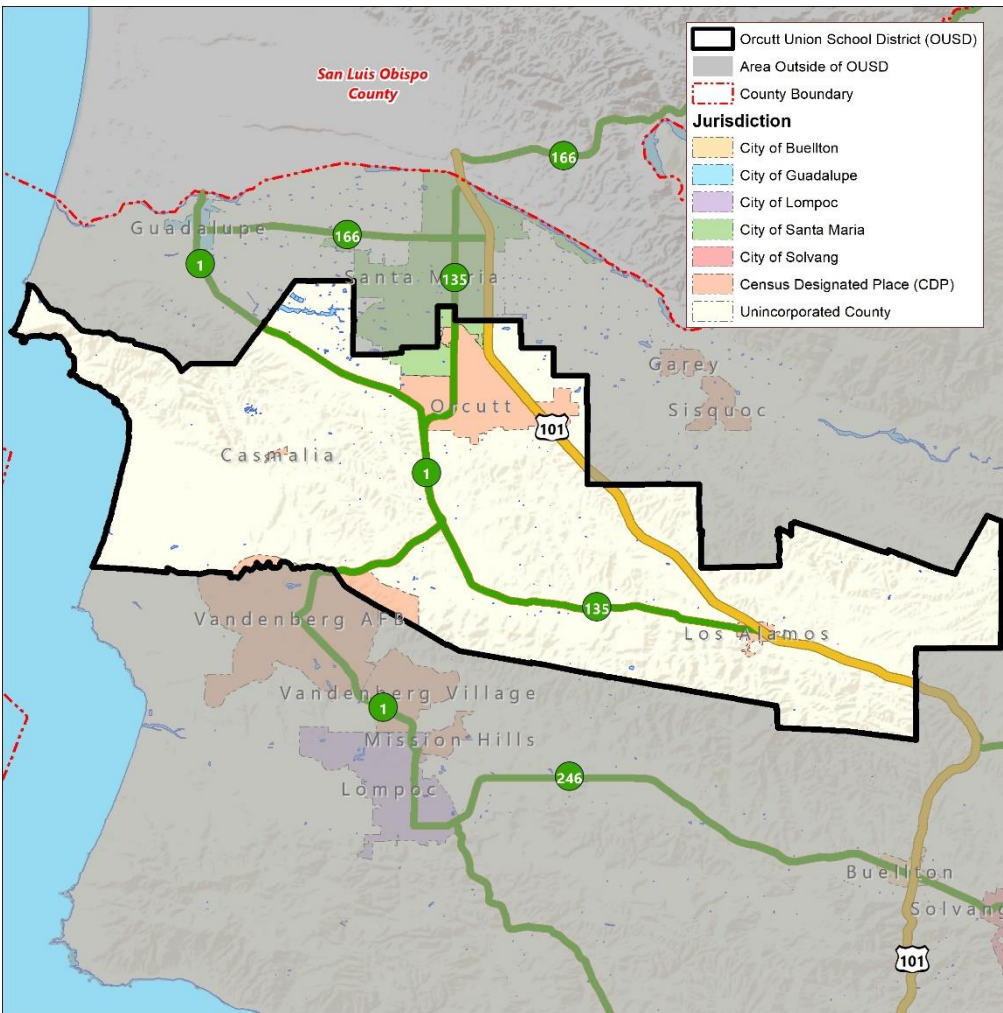 Orcutt Union School District (OUSD)
Area Outside of OUSD
County Boundary
Jurisdiction
City of Buellton
City of Guadalupe
City of Lompoc
City of Santa Maria
City of Solvang
Census Designated Place (CDP)
Unincorporated County
San Luis Obispo
County
166
Guadalupe
166
1
Santa Maria
135
Garey
Sisquoc
Orcutt
101
Casmalia
1
135
Los Alamos
Vandenberg AFB
Vandenberg Village
1
Mission Hills
246
Lompoc
Buellton
Solvang
101